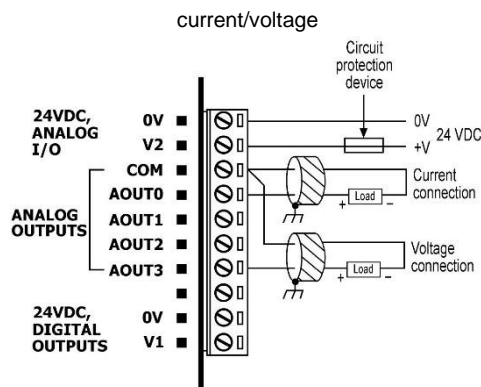 current/voltage
Circuit
protection
device
24VDC,
ANALOG
I/O
0V
V2
0V
24 VDC
+V
COM
AOUT0
AOUT1
AOUT2
AOUT3
ANALOG
OUTPUTS
Current
connection
+ Load −
Voltage
connection
+ Load −
24VDC,
DIGITAL
OUTPUTS
0V
V1